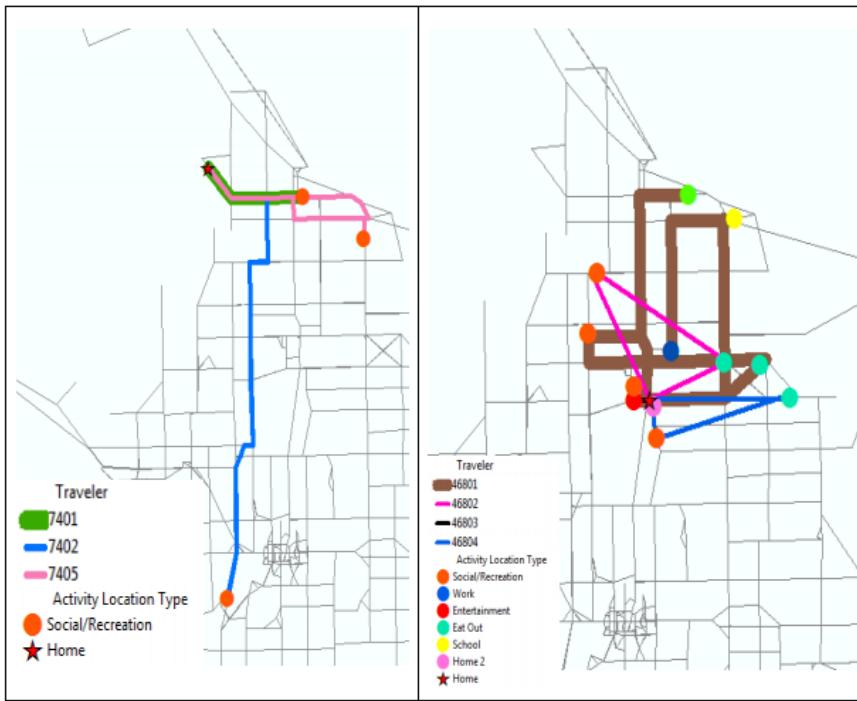 Traveler
7401
7402
7405
Activity Location Type
Social/Recreation
Home
Traveler
46801
46802
46803
46804
Activity Location Type
Social/Recreation
Work
Entertainment
Eat Out
School
Home 2
Home